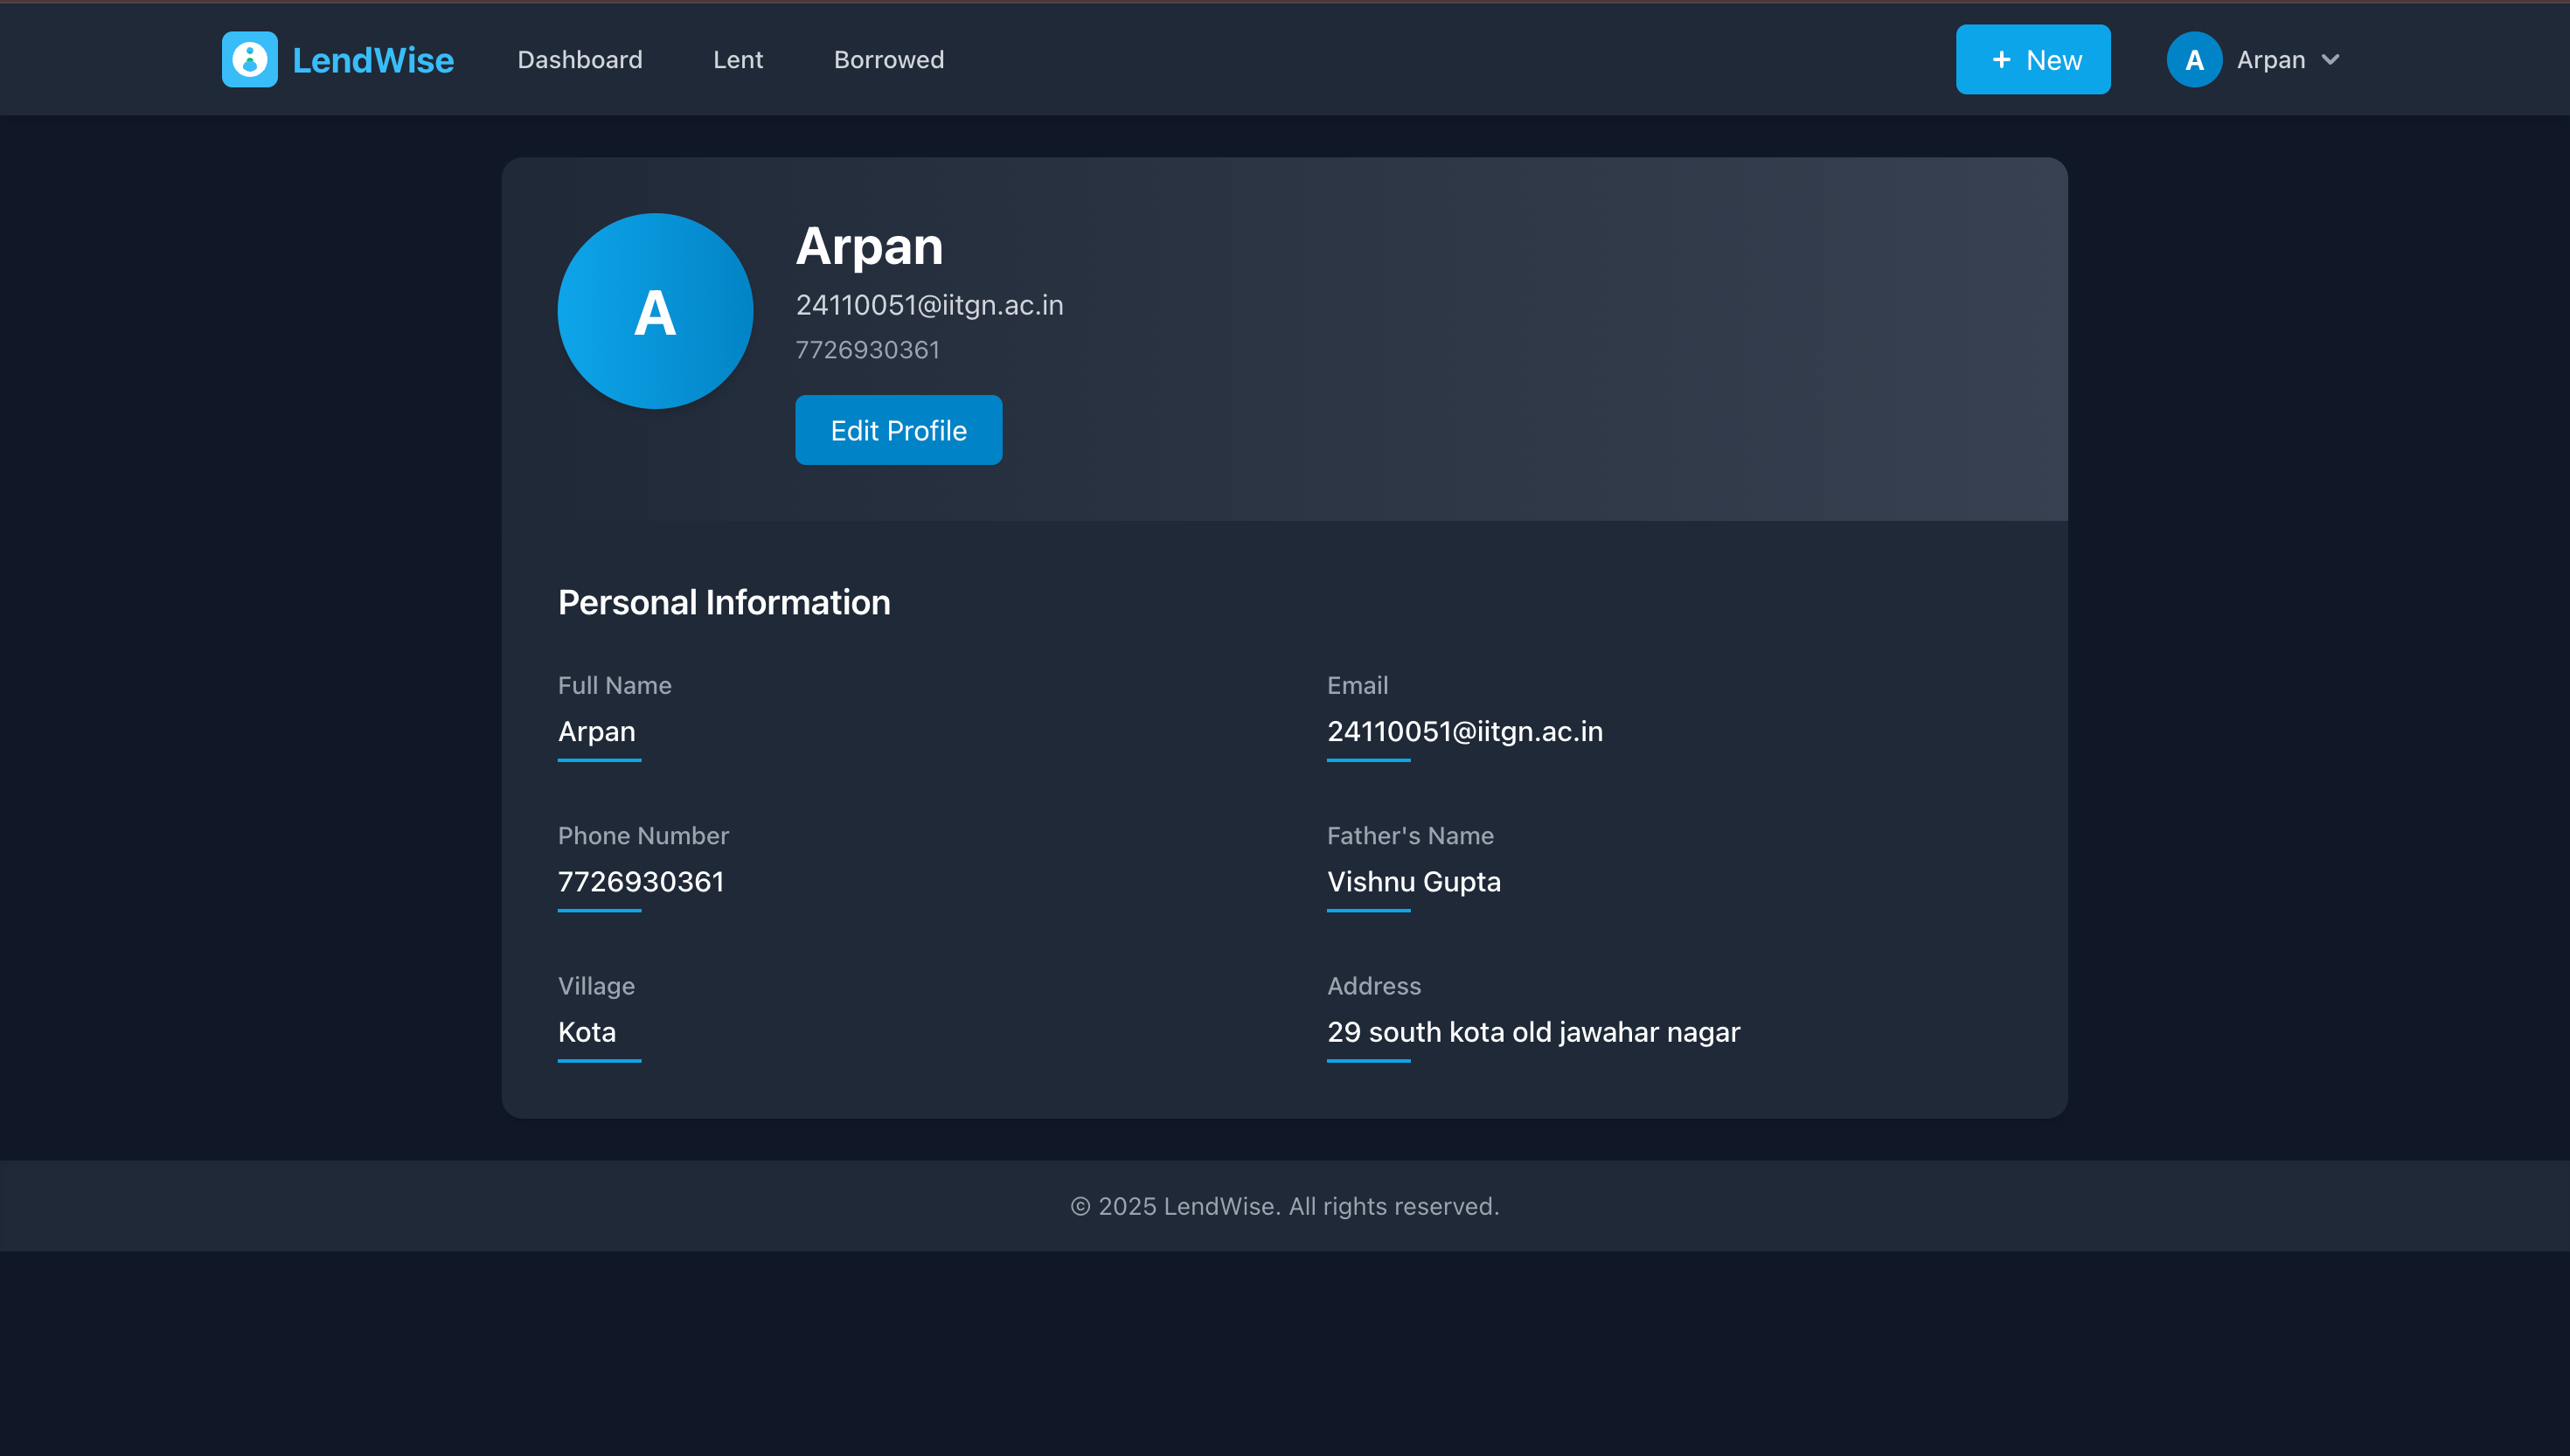 LendWise Dashboard Lent Borrowed + New A Arpan
A
Arpan
24110051@iitgn.ac.in
7726930361
Edit Profile
Personal Information
Full Name
Arpan
Email
24110051@iitgn.ac.in
Phone Number
7726930361
Father's Name
Vishnu Gupta
Village
Kota
Address
29 south kota old jawahar nagar
© 2025 LendWise. All rights reserved.